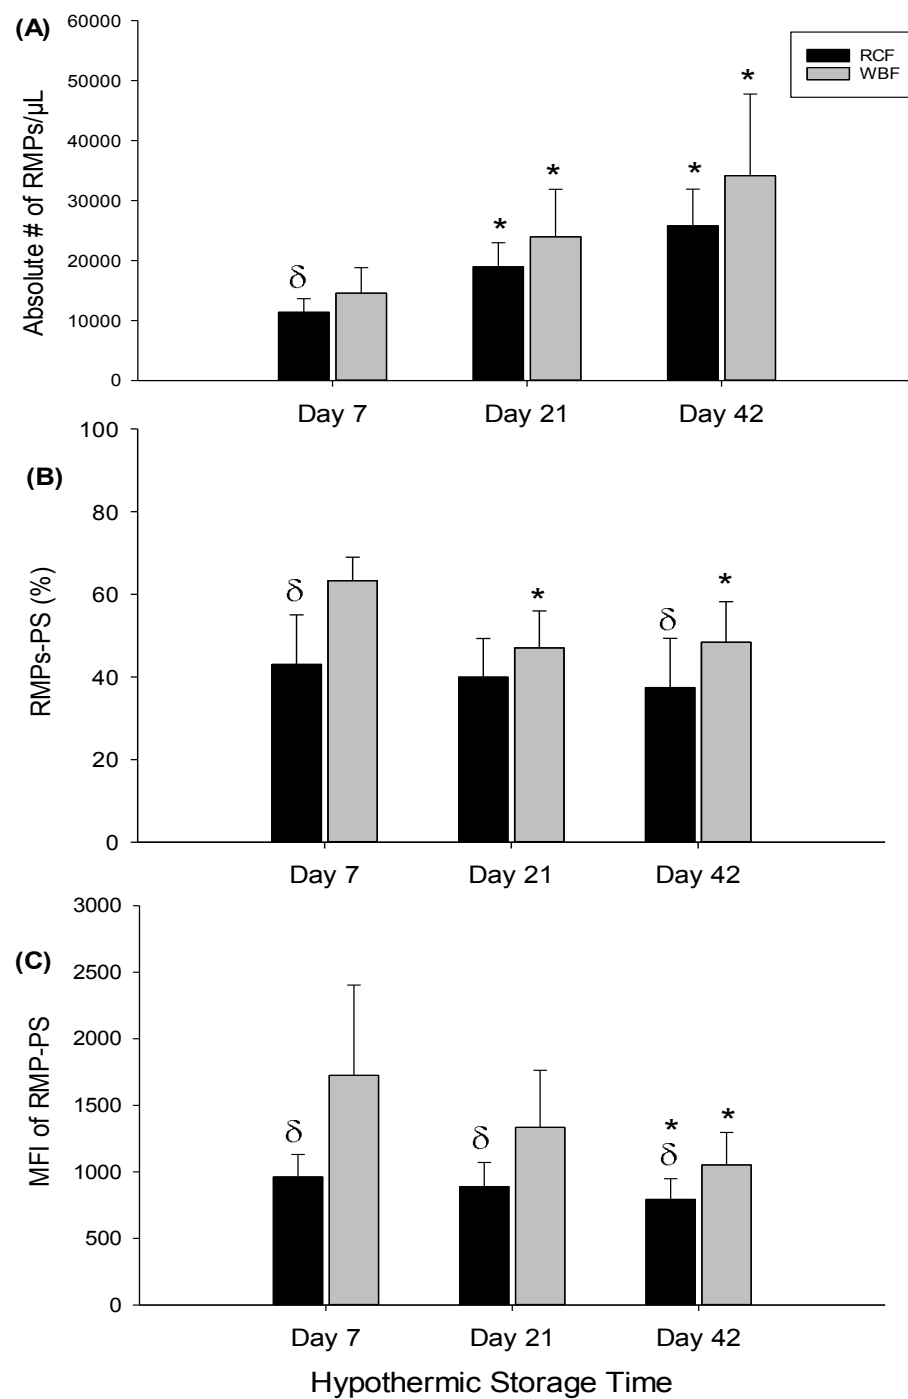 (A)
Absolute # of RMPs/µL
60000
50000
40000
30000
20000
10000
0
RCF
WBF
δ
*
*
*
*
Day 7
Day 21
Day 42
(B)
RMPs-PS (%)
100
80
60
40
20
0
δ
*
δ
*
Day 7
Day 21
Day 42
(C)
MFI of RMP-PS
3000
2500
2000
1500
1000
500
0
δ
δ
*
δ
*
Day 7
Day 21
Day 42
Hypothermic Storage Time